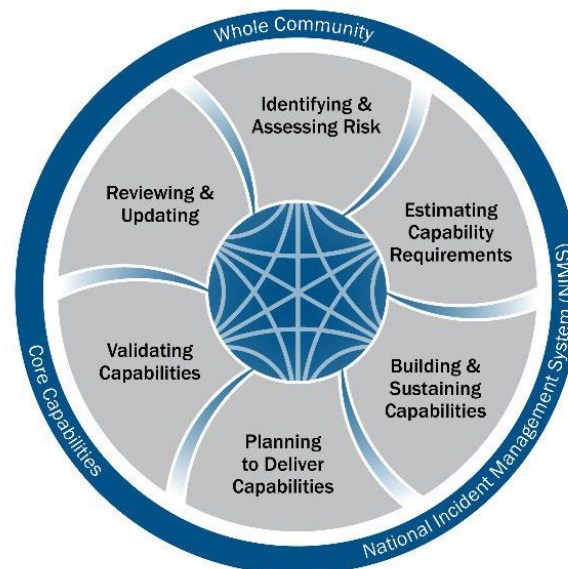 Whole Community
Identifying &
Assessing Risk
Estimating
Capability
Requirements
Building &
Sustaining
Capabilities
Planning
to Deliver
Capabilities
Validating
Capabilities
Reviewing &
Updating
National Incident Management System (NIMS)
Core Capabilities